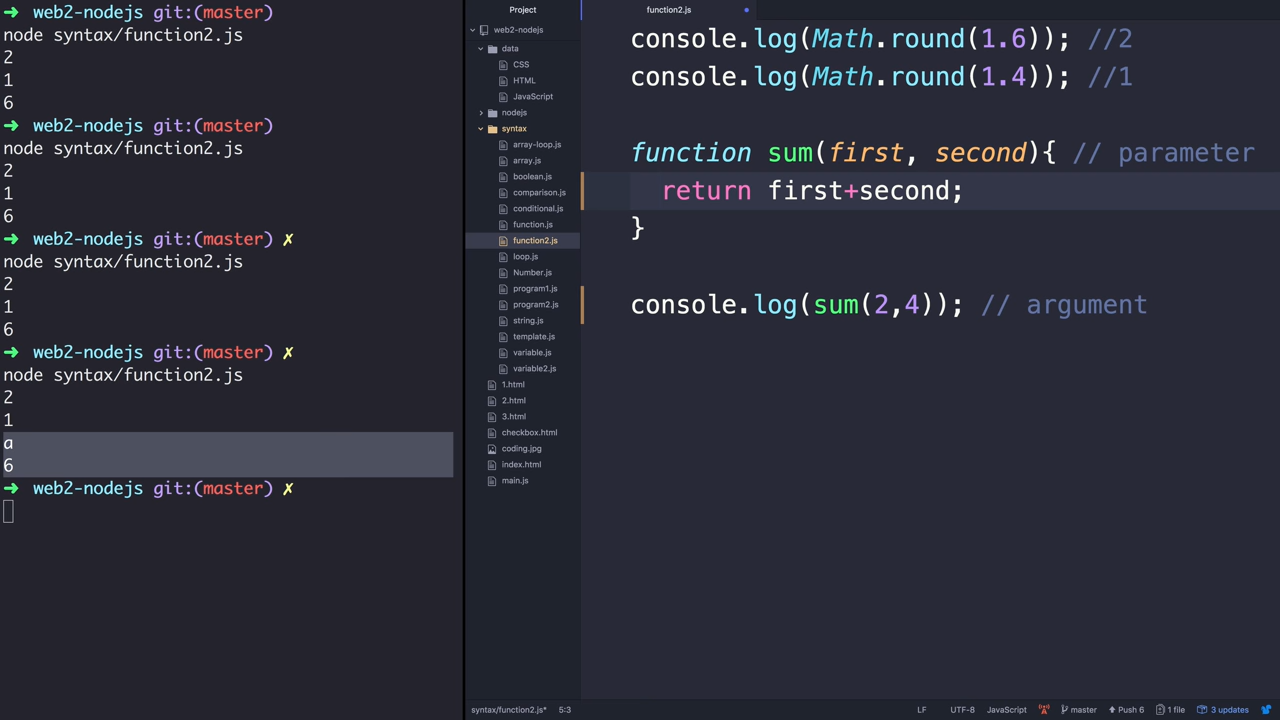 ➜ web2-nodejs git:(master)
node syntax/function2.js
2
1
6
➜ web2-nodejs git:(master)
node syntax/function2.js
2
1
6
➜ web2-nodejs git:(master) ✗
node syntax/function2.js
2
1
6
➜ web2-nodejs git:(master) ✗
node syntax/function2.js
2
1
a
6
➜ web2-nodejs git:(master) ✗
Project
web2-nodejs
data
CSS
HTML
JavaScript
nodejs
syntax
array-loop.js
array.js
boolean.js
comparison.js
conditional.js
function.js
function2.js
loop.js
Number.js
program1.js
program2.js
string.js
template.js
variable.js
variable2.js
1.html
2.html
3.html
checkbox.html
coding.jpg
index.html
main.js
function2.js
console.log(Math.round(1.6)); //2
console.log(Math.round(1.4)); //1
function sum(first, second){ // parameter
return first+second;
}
console.log(sum(2,4)); // argument
syntax/function2.js* 5:3 LF UTF-8 JavaScript master Push 6 1 file 3 updates